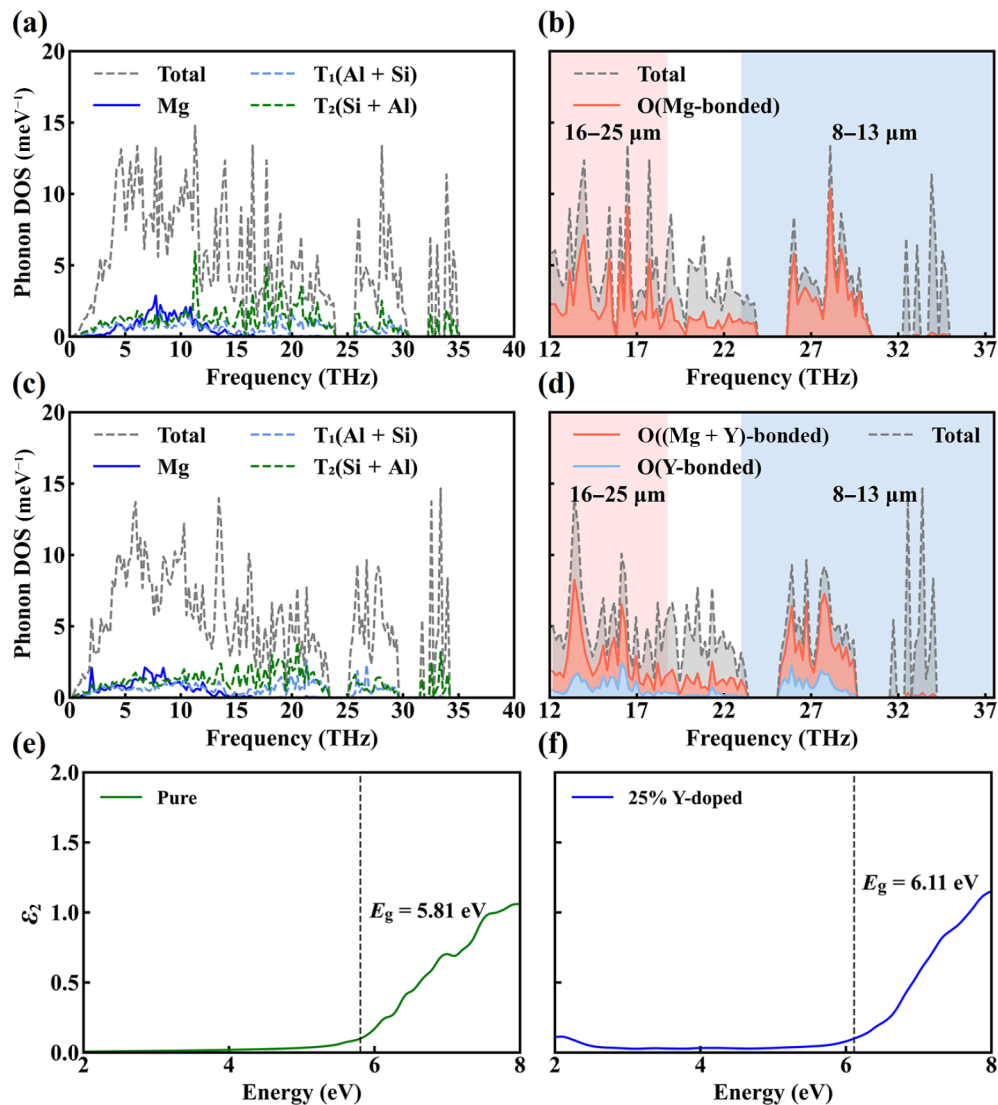 (a)
(b)
20
15
10
5
0
Phonon DOS (meV⁻¹)
Total
Mg
T₁(Al + Si)
T₂(Si + Al)
0 5 10 15 20 25 30 35 40
Frequency (THz)
Total
O(Mg-bonded)
16–25 μm
8–13 μm
12 17 22 27 32 37
Frequency (THz)
(c)
(d)
20
15
10
5
0
Phonon DOS (meV⁻¹)
Total
Mg
T₁(Al + Si)
T₂(Si + Al)
0 5 10 15 20 25 30 35 40
Frequency (THz)
O((Mg + Y)-bonded)
Total
O(Y-bonded)
16–25 μm
8–13 μm
12 17 22 27 32 37
Frequency (THz)
(e)
(f)
2.0
1.5
1.0
0.5
0.0
ε₂
Pure
E_g = 5.81 eV
2 4 6 8
Energy (eV)
25% Y-doped
E_g = 6.11 eV
2 4 6 8
Energy (eV)